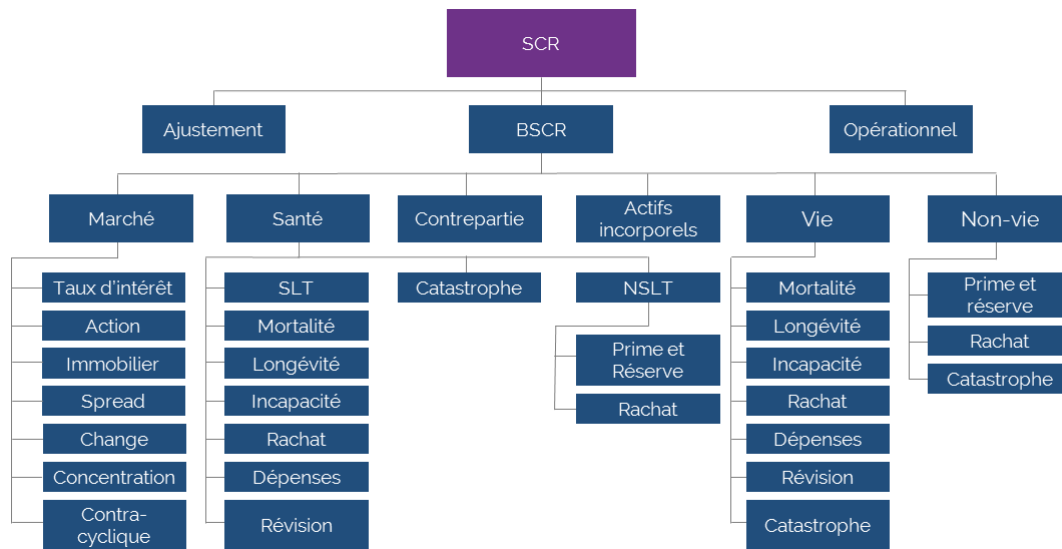 SCR
Ajustement
BSCR
Opérationnel
Marché
Santé
Contrepartie
Actifs
incorporels
Vie
Non-vie
Taux d'intérêt
Action
Immobilier
Spread
Change
Concentration
Contra-
cyclique
SLT
Mortalité
Longévité
Incapacité
Rachat
Dépenses
Révision
Catastrophe
NSLT
Prime et
Réserve
Rachat
Mortalité
Longévité
Incapacité
Rachat
Dépenses
Révision
Catastrophe
Prime et
réserve
Rachat
Catastrophe